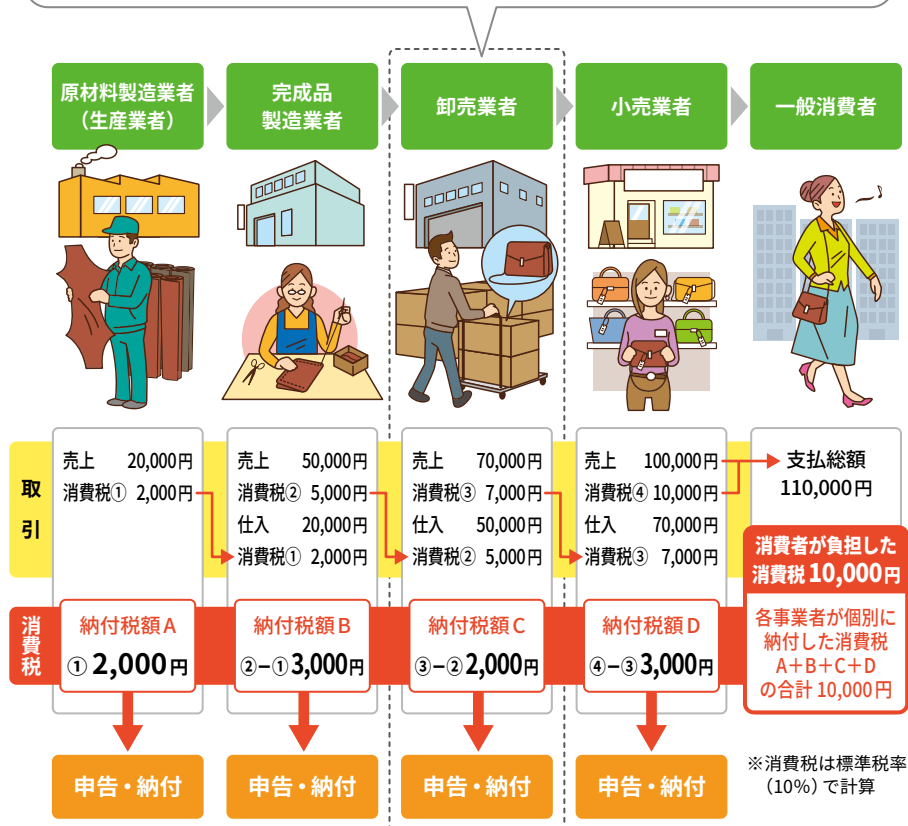 原材料製造業者
（生産業者）
完成品
製造業者
卸売業者
小売業者
一般消費者
取引
売上 20,000円
消費税① 2,000円
売上 50,000円
消費税② 5,000円
仕入 20,000円
消費税① 2,000円
売上 70,000円
消費税③ 7,000円
仕入 50,000円
消費税② 5,000円
売上 100,000円
消費税④ 10,000円
仕入 70,000円
消費税③ 7,000円
支払総額
110,000円
消費者が負担した
消費税10,000円
各事業者が個別に
納付した消費税
A＋B＋C＋D
の合計10,000円
消費税
納付税額A
①2,000円
納付税額B
②−①3,000円
納付税額C
③−②2,000円
納付税額D
④−③3,000円
申告・納付
申告・納付
申告・納付
申告・納付
※消費税は標準税率
（10%）で計算